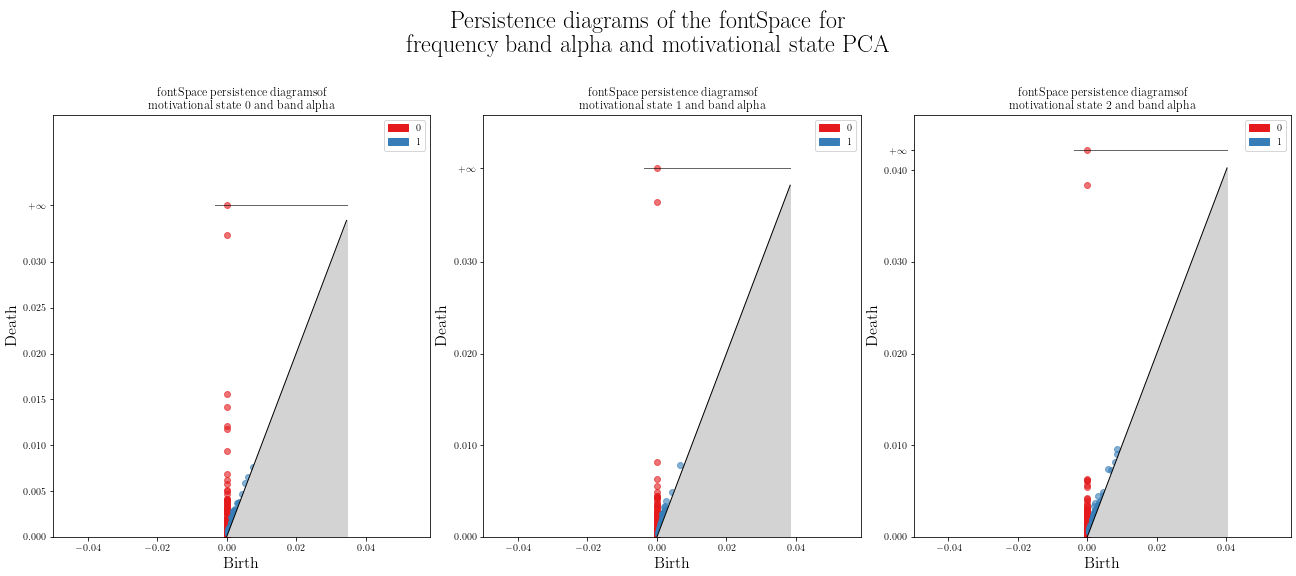 Persistence diagrams of the fontSpace for
frequency band alpha and motivational state PCA
fontSpace persistence diagramsof
motivational state 0 and band alpha
0
1
+∞
0.030
0.025
0.020
0.015
0.010
0.005
0.000
Death
−0.04
−0.02
0.00
0.02
0.04
Birth
fontSpace persistence diagramsof
motivational state 1 and band alpha
0
1
+∞
0.030
0.020
0.010
0.000
Death
−0.04
−0.02
0.00
0.02
0.04
Birth
fontSpace persistence diagramsof
motivational state 2 and band alpha
0
1
+∞
0.040
0.030
0.020
0.010
0.000
Death
−0.04
−0.02
0.00
0.02
0.04
Birth